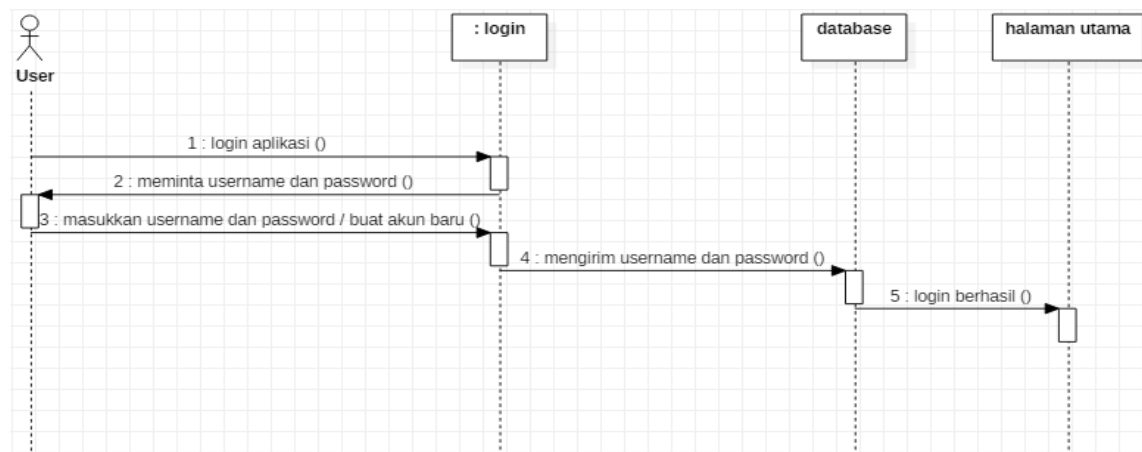 : login
database
halaman utama
User
1 : login aplikasi ()
2 : meminta username dan password ()
3 : masukkan username dan password / buat akun baru ()
4 : mengirim username dan password ()
5 : login berhasil ()